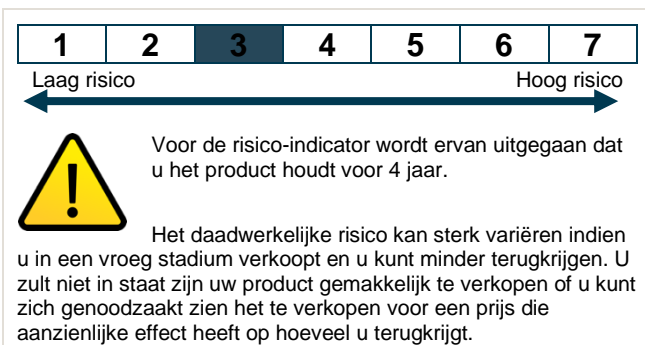 1 2 3 4 5 6 7
Laag risico Hoog risico
Voor de risico-indicator wordt ervan uitgegaan dat
u het product houdt voor 4 jaar.
Het daadwerkelijke risico kan sterk variëren indien
u in een vroeg stadium verkoopt en u kunt minder terugkrijgen. U
zult niet in staat zijn uw product gemakkelijk te verkopen of u kunt
zich genoodzaakt zien het te verkopen voor een prijs die
aanzienlijke effect heeft op hoeveel u terugkrijgt.